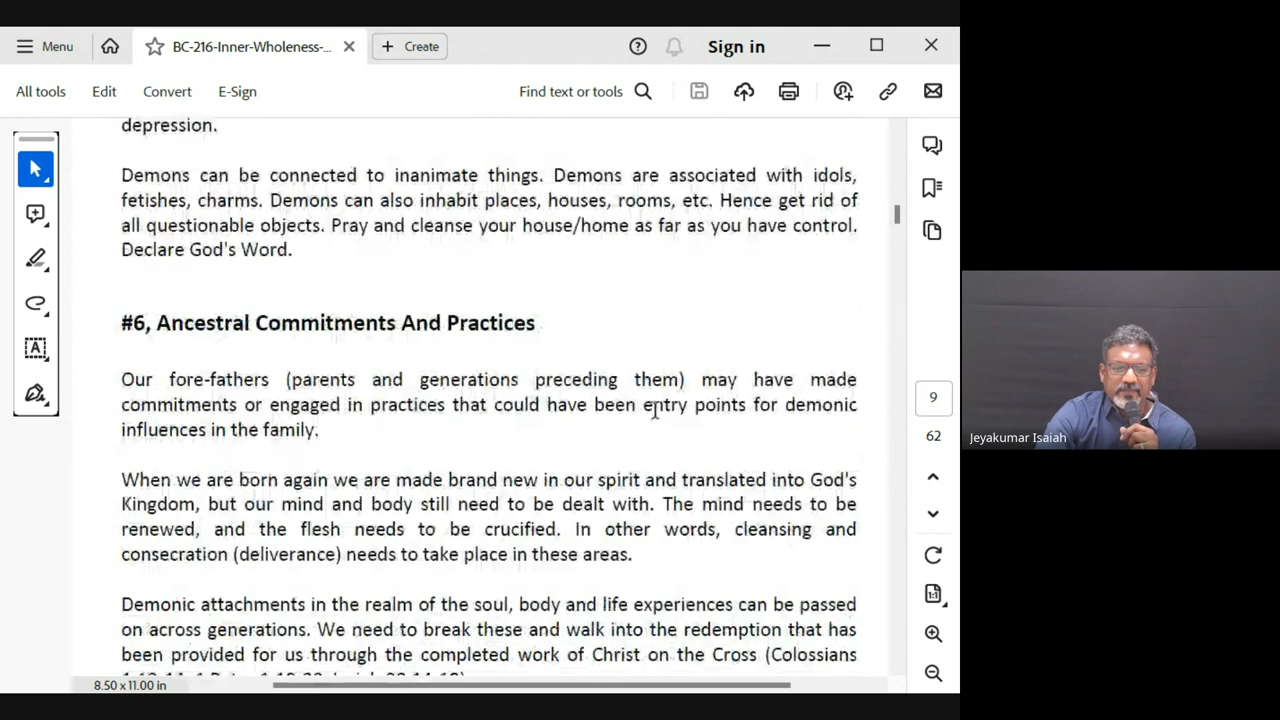 Menu
BC-216-Inner-Wholeness-...
Create
Sign in
All tools
Edit
Convert
E-Sign
Find text or tools
depression.
Demons can be connected to inanimate things. Demons are associated with idols,
fetishes, charms. Demons can also inhabit places, houses, rooms, etc. Hence get rid of
all questionable objects. Pray and cleanse your house/home as far as you have control.
Declare God's Word.
#6, Ancestral Commitments And Practices
Our fore-fathers (parents and generations preceding them) may have made
commitments or engaged in practices that could have been entry points for demonic
influences in the family.
When we are born again we are made brand new in our spirit and translated into God's
Kingdom, but our mind and body still need to be dealt with. The mind needs to be
renewed, and the flesh needs to be crucified. In other words, cleansing and
consecration (deliverance) needs to take place in these areas.
Demonic attachments in the realm of the soul, body and life experiences can be passed
on across generations. We need to break these and walk into the redemption that has
been provided for us through the completed work of Christ on the Cross (Colossians
8.50 x 11.00 in
9
62
1:1
Jeyakumar Isaiah